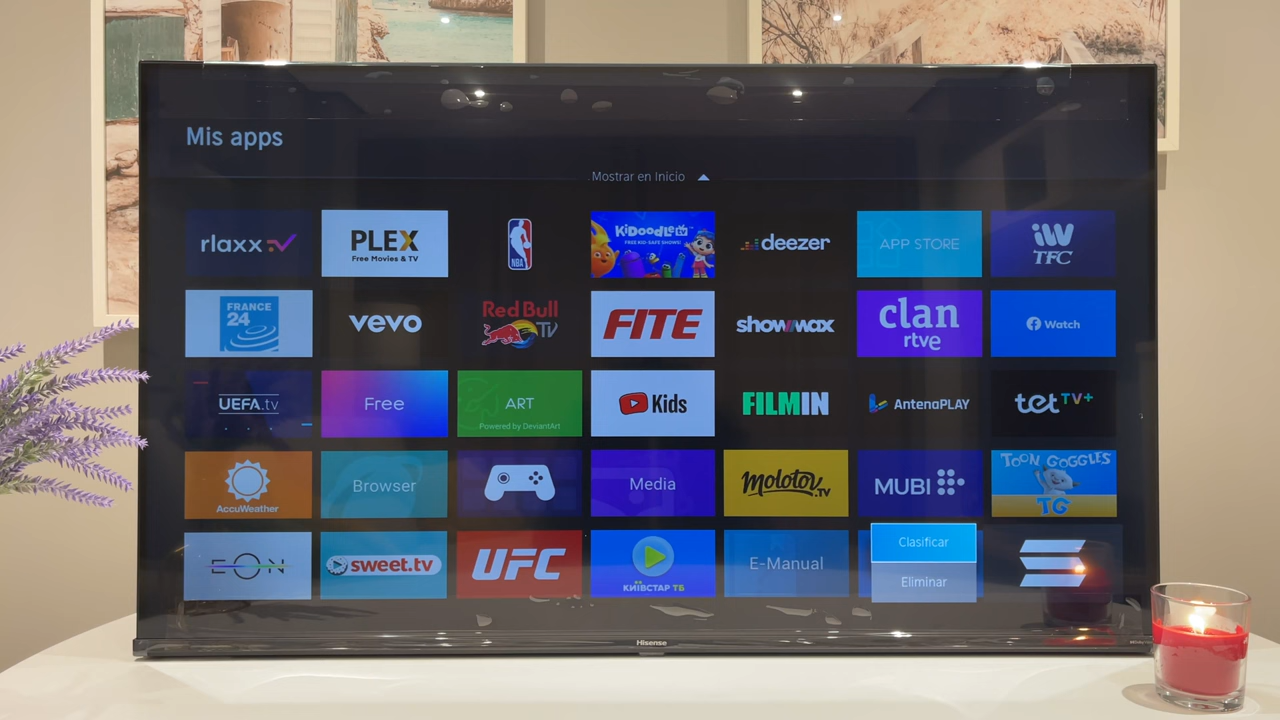 Mis apps
Mostrar en Inicio
rlaxx TV
PLEX
Free Movies & TV
NBA
KiDoodle TV™
FREE KID-SAFE SHOWS!
deezer
APP STORE
iW
TFC
FRANCE
24
vevo
Red Bull
TV
FITE
showmax
clan
rtve
Watch
UEFA.tv
Free
ART
Powered by DeviantArt
Kids
FILMIN
AntenaPLAY
tet TV+
AccuWeather
Browser
Media
molotov.TV
MUBI
TOON GOGGLES
TG
EON
sweet.tv
UFC
КИЇВСТАР ТБ
E-Manual
Clasificar
Eliminar
Hisense